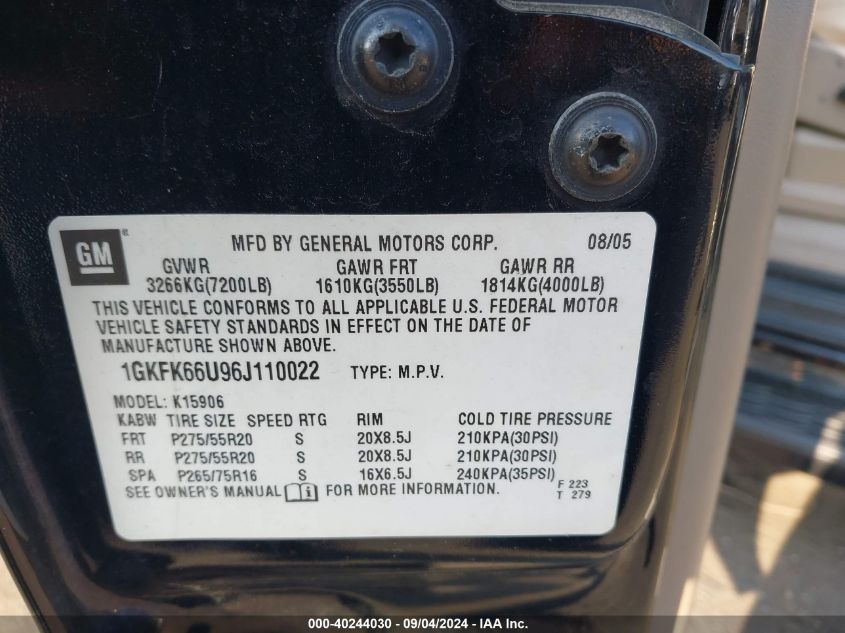 GM ®
MFD BY GENERAL MOTORS CORP. 08/05
GVWR GAWR FRT GAWR RR
3266KG(7200LB) 1610KG(3550LB) 1814KG(4000LB)
THIS VEHICLE CONFORMS TO ALL APPLICABLE U.S. FEDERAL MOTOR
VEHICLE SAFETY STANDARDS IN EFFECT ON THE DATE OF
MANUFACTURE SHOWN ABOVE.
1GKFK66U96J110022 TYPE: M.P.V.
MODEL: K15906
KABW TIRE SIZE SPEED RTG RIM COLD TIRE PRESSURE
FRT P275/55R20 S 20X8.5J 210KPA(30PSI)
RR P275/55R20 S 20X8.5J 210KPA(30PSI)
SPA P265/75R16 S 16X6.5J 240KPA(35PSI)
SEE OWNER'S MANUAL i FOR MORE INFORMATION. F 223
T 279
000-40244030 - 09/04/2024 - IAA Inc.